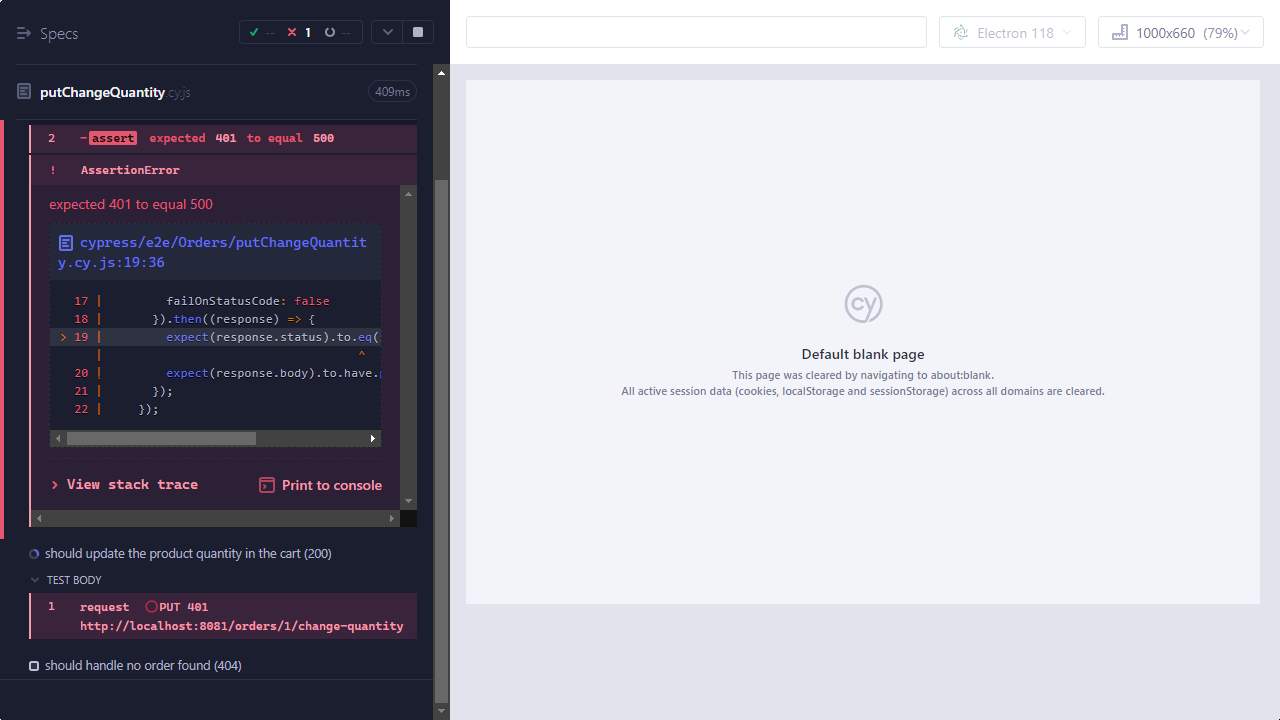 Specs
--
1
--
Electron 118
1000x660 (79%)
putChangeQuantity.cy.js
409ms
2 -assert expected 401 to equal 500
! AssertionError
expected 401 to equal 500
cypress/e2e/Orders/putChangeQuantit
y.cy.js:19:36
17 | failOnStatusCode: false
18 | }).then((response) => {
> 19 | expect(response.status).to.eq(
| ^
20 | expect(response.body).to.have.
21 | });
22 | });
> View stack trace
Print to console
should update the product quantity in the cart (200)
TEST BODY
1 request PUT 401
http://localhost:8081/orders/1/change-quantity
should handle no order found (404)
cy
Default blank page
This page was cleared by navigating to about:blank.
All active session data (cookies, localStorage and sessionStorage) across all domains are cleared.